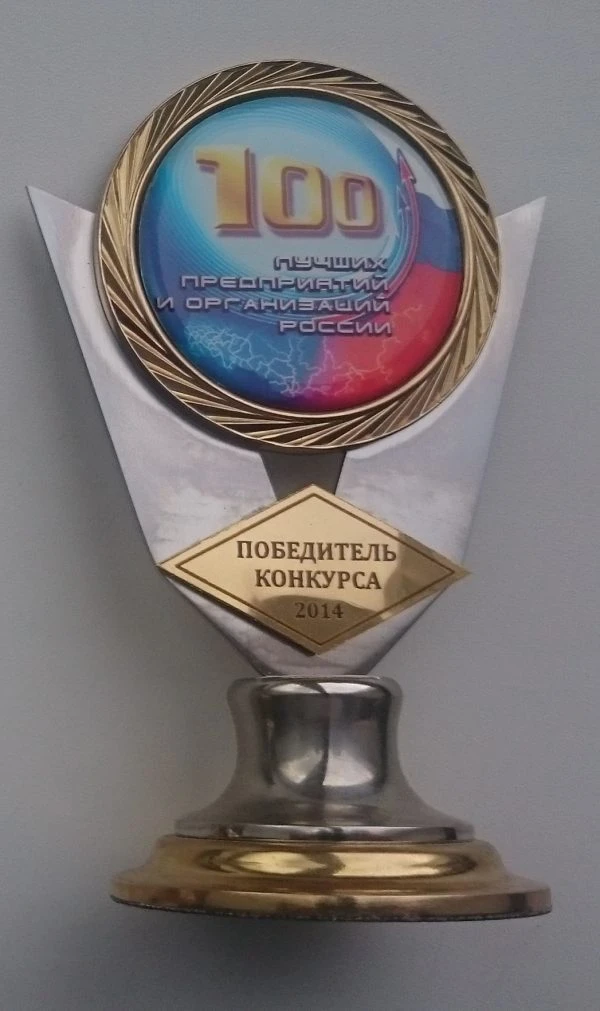 100
ЛУЧШИХ
ПРЕДПРИЯТИЙ
И ОРГАНИЗАЦИЙ
РОССИИ
ПОБЕДИТЕЛЬ
КОНКУРСА
2014